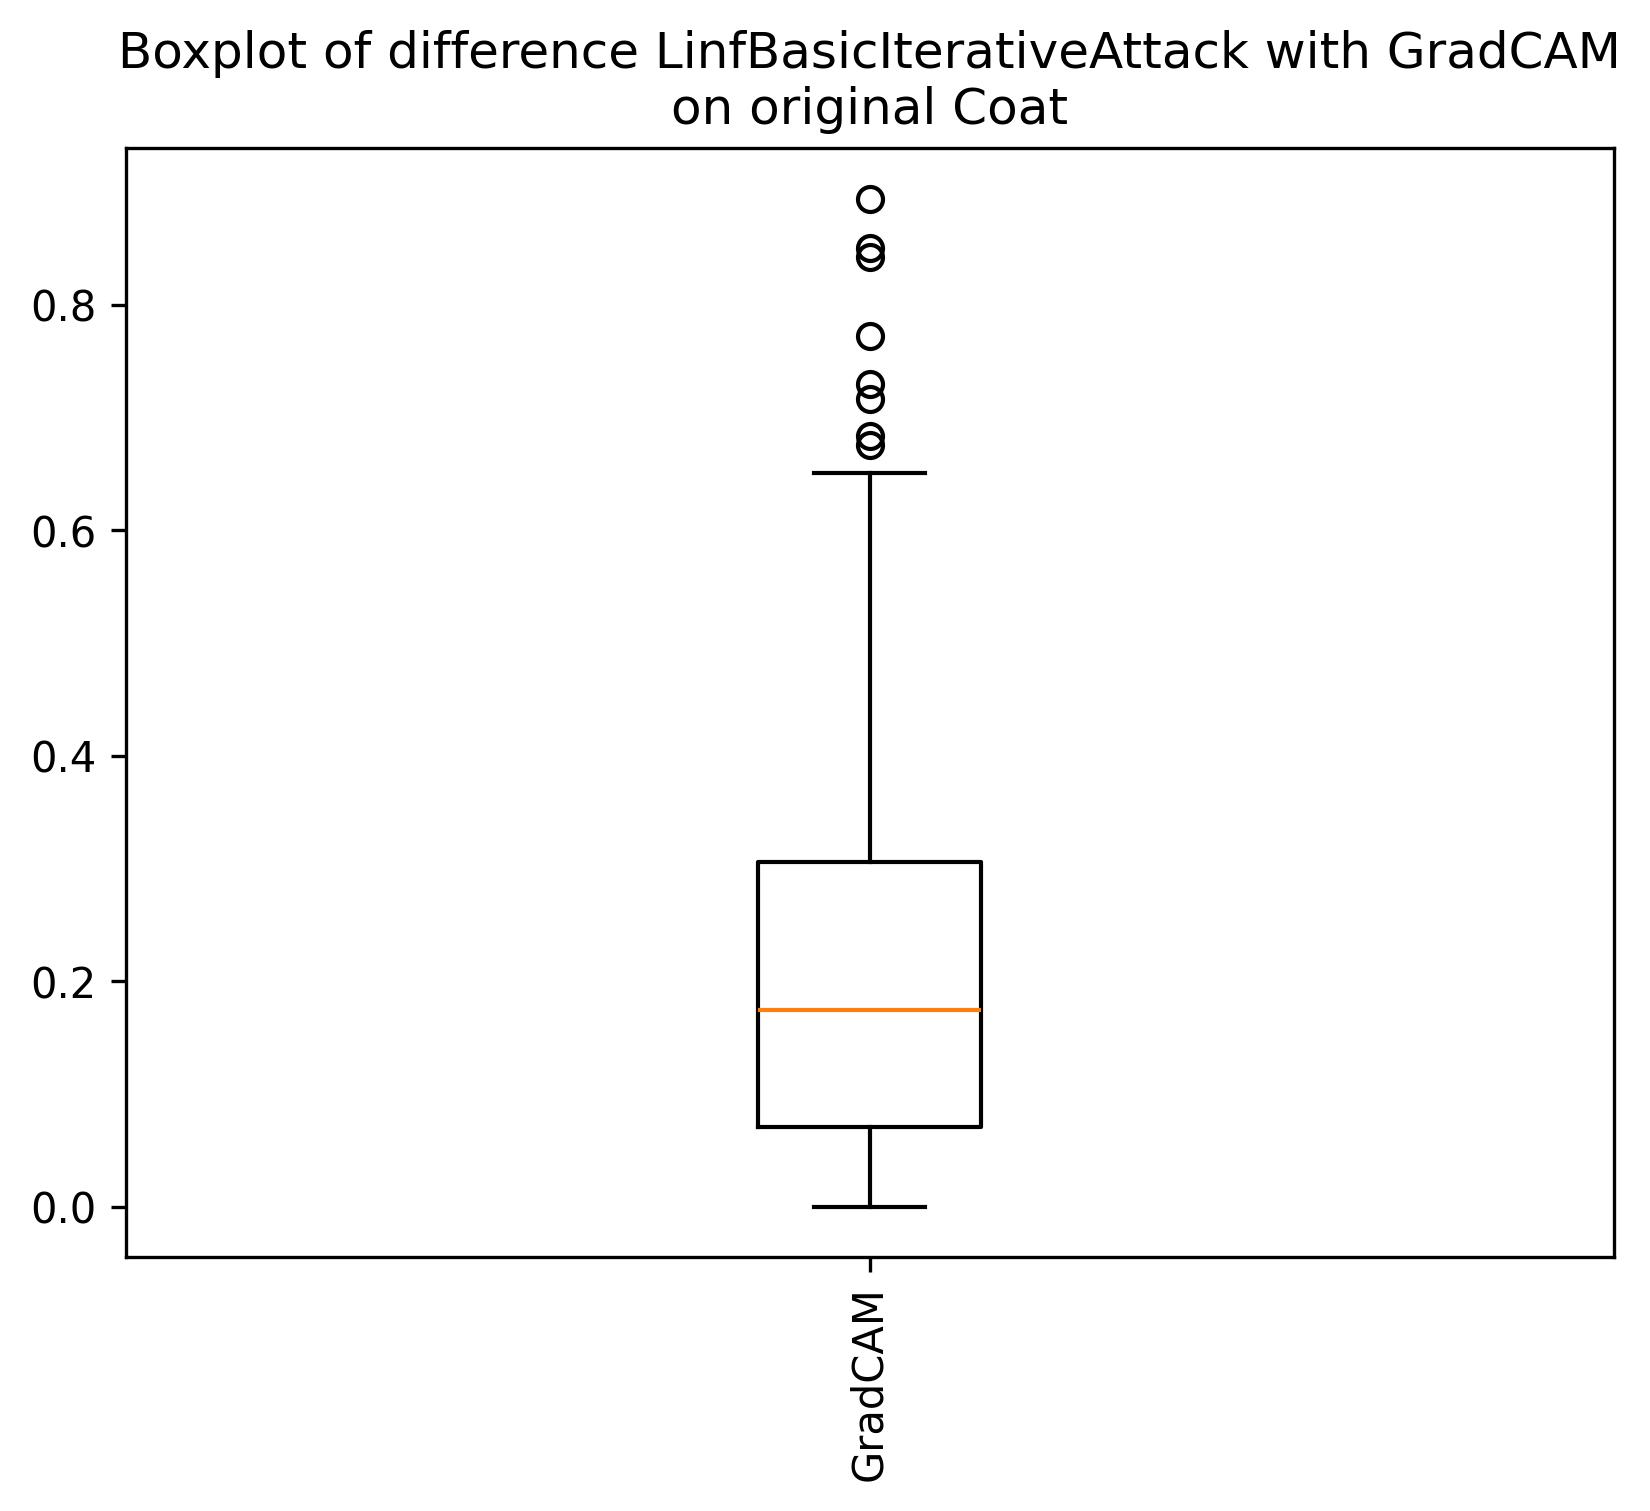 Boxplot of difference LinfBasicIterativeAttack with GradCAM
on original Coat
0.8
0.6
0.4
0.2
0.0
GradCAM